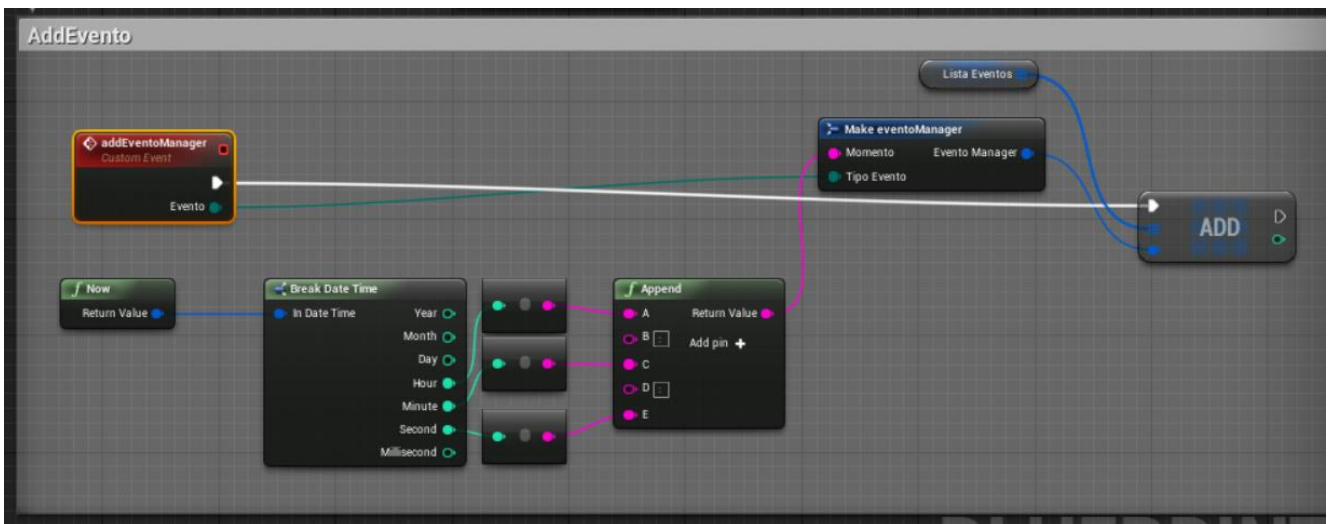 AddEvento
Lista Eventos
addEventoManager
Custom Event
Evento
Make eventoManager
Momento Evento Manager
Tipo Evento
ADD
Now
Return Value
Break Date Time
In Date Time Year
Month
Day
Hour
Minute
Second
Millisecond
Append
A Return Value
B : Add pin +
C
D :
E